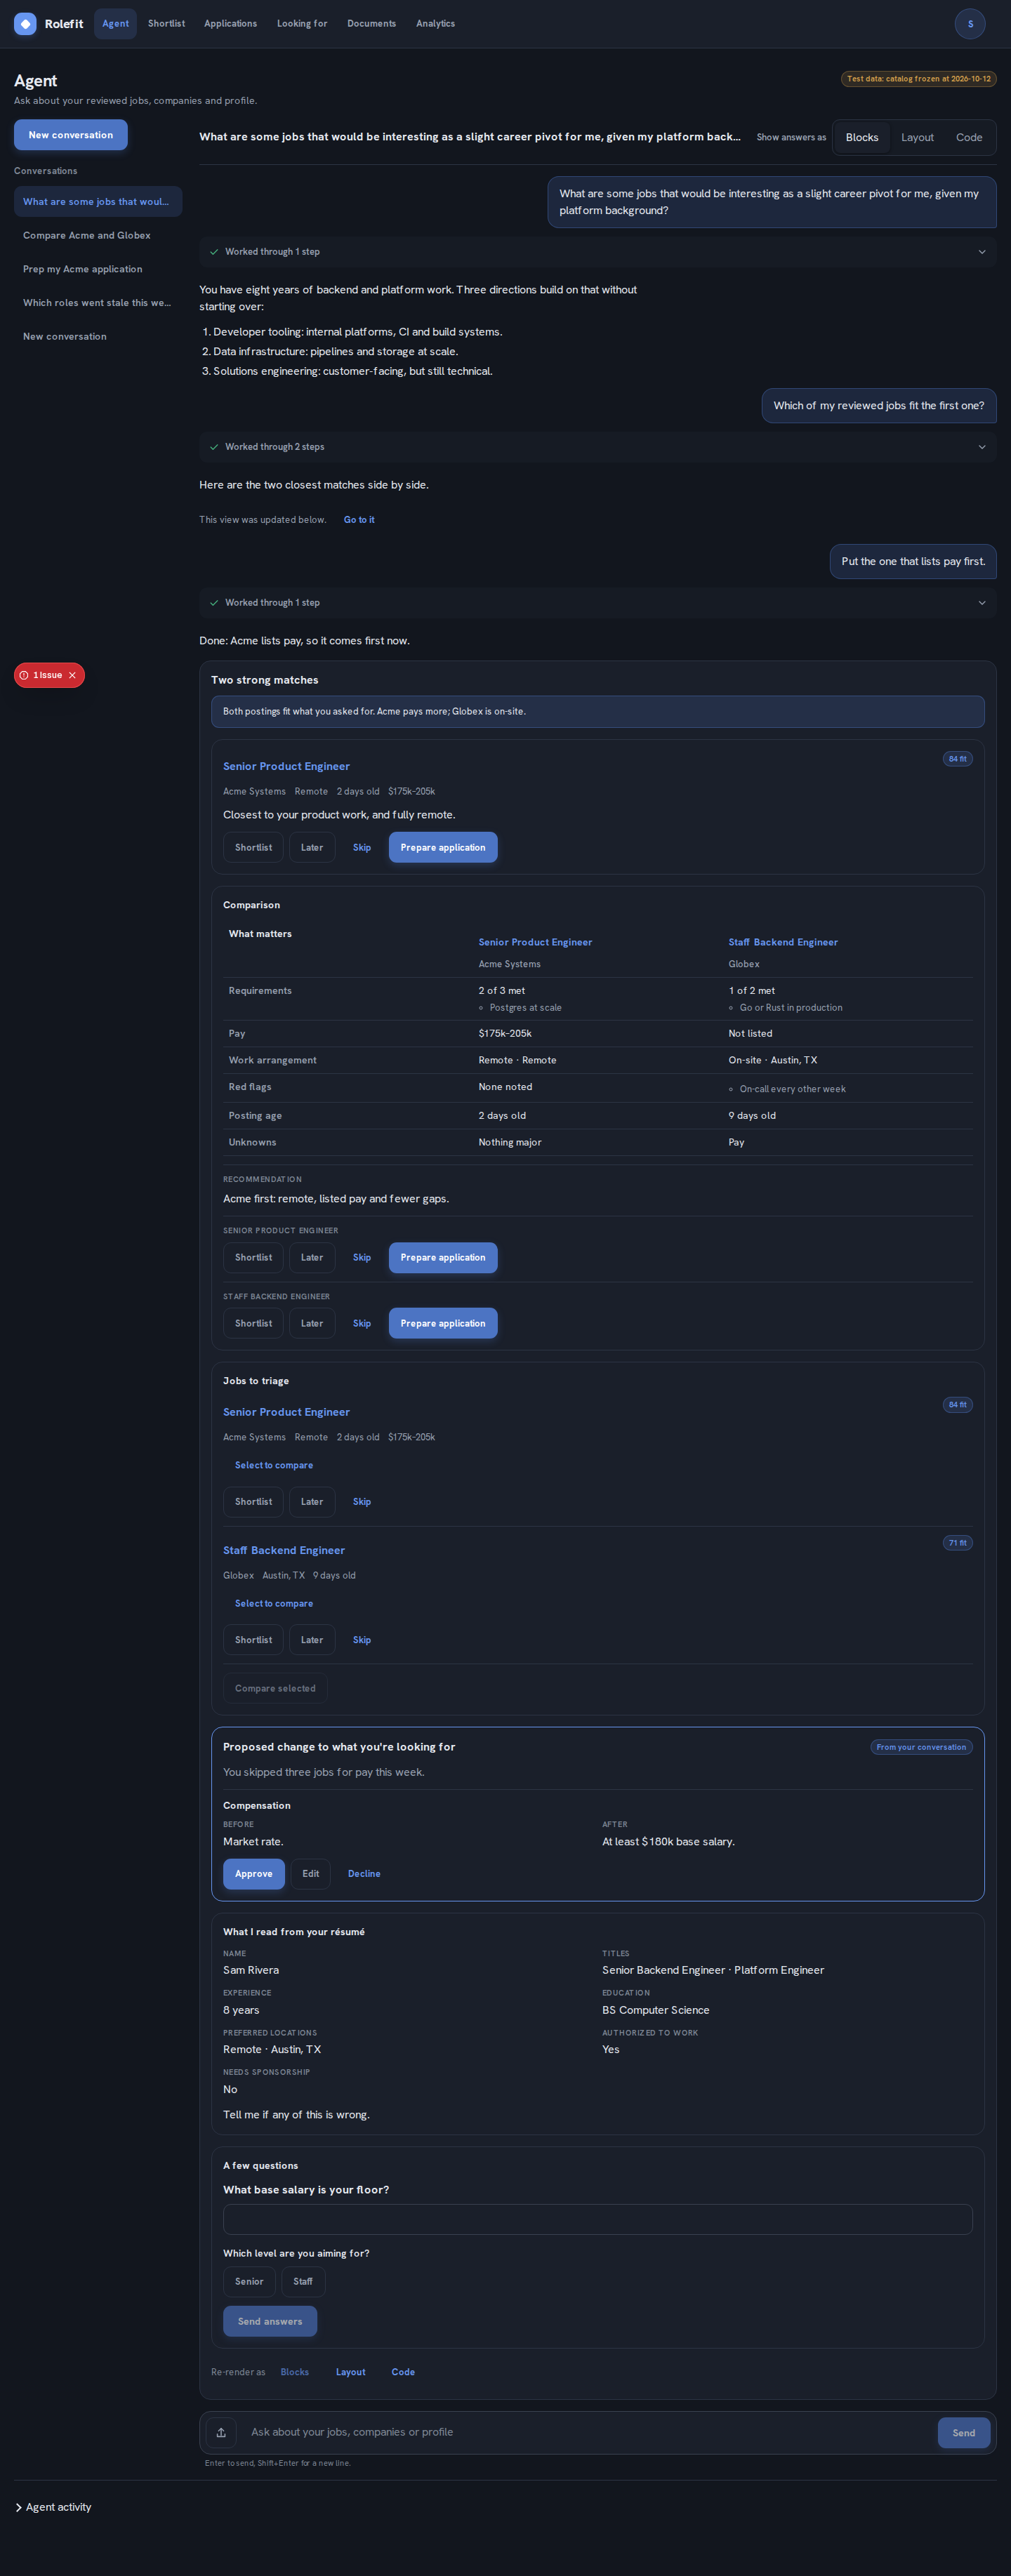 Rolefit
Agent
Shortlist
Applications
Looking for
Documents
Analytics
S
Agent
Test data: catalog frozen at 2026-10-12
Ask about your reviewed jobs, companies and profile.
New conversation
What are some jobs that would be interesting as a slight career pivot for me, given my platform back...
Show answers as
Blocks
Layout
Code
Conversations
What are some jobs that woul...
Compare Acme and Globex
Prep my Acme application
Which roles went stale this we...
New conversation
What are some jobs that would be interesting as a slight career pivot for me, given my
platform background?
Worked through 1 step
You have eight years of backend and platform work. Three directions build on that without
starting over:
1. Developer tooling: internal platforms, CI and build systems.
2. Data infrastructure: pipelines and storage at scale.
3. Solutions engineering: customer-facing, but still technical.
Which of my reviewed jobs fit the first one?
Worked through 2 steps
Here are the two closest matches side by side.
This view was updated below.
Go to it
Put the one that lists pay first.
Worked through 1 step
Done: Acme lists pay, so it comes first now.
1 Issue
Two strong matches
Both postings fit what you asked for. Acme pays more; Globex is on-site.
Senior Product Engineer
84 fit
Acme Systems Remote 2 days old $175k–205k
Closest to your product work, and fully remote.
Shortlist
Later
Skip
Prepare application
Comparison
What matters
Senior Product Engineer
Staff Backend Engineer
Acme Systems
Globex
Requirements
2 of 3 met
1 of 2 met
Postgres at scale
Go or Rust in production
Pay
$175k–205k
Not listed
Work arrangement
Remote · Remote
On-site · Austin, TX
Red flags
None noted
On-call every other week
Posting age
2 days old
9 days old
Unknowns
Nothing major
Pay
RECOMMENDATION
Acme first: remote, listed pay and fewer gaps.
SENIOR PRODUCT ENGINEER
Shortlist
Later
Skip
Prepare application
STAFF BACKEND ENGINEER
Shortlist
Later
Skip
Prepare application
Jobs to triage
Senior Product Engineer
84 fit
Acme Systems Remote 2 days old $175k–205k
Select to compare
Shortlist
Later
Skip
Staff Backend Engineer
71 fit
Globex Austin, TX 9 days old
Select to compare
Shortlist
Later
Skip
Compare selected
Proposed change to what you're looking for
From your conversation
You skipped three jobs for pay this week.
Compensation
BEFORE
AFTER
Market rate.
At least $180k base salary.
Approve
Edit
Decline
What I read from your résumé
NAME
TITLES
Sam Rivera
Senior Backend Engineer · Platform Engineer
EXPERIENCE
EDUCATION
8 years
BS Computer Science
PREFERRED LOCATIONS
AUTHORIZED TO WORK
Remote · Austin, TX
Yes
NEEDS SPONSORSHIP
No
Tell me if any of this is wrong.
A few questions
What base salary is your floor?
Which level are you aiming for?
Senior
Staff
Send answers
Re-render as
Blocks
Layout
Code
Ask about your jobs, companies or profile
Send
Enter to send, Shift+Enter for a new line.
Agent activity